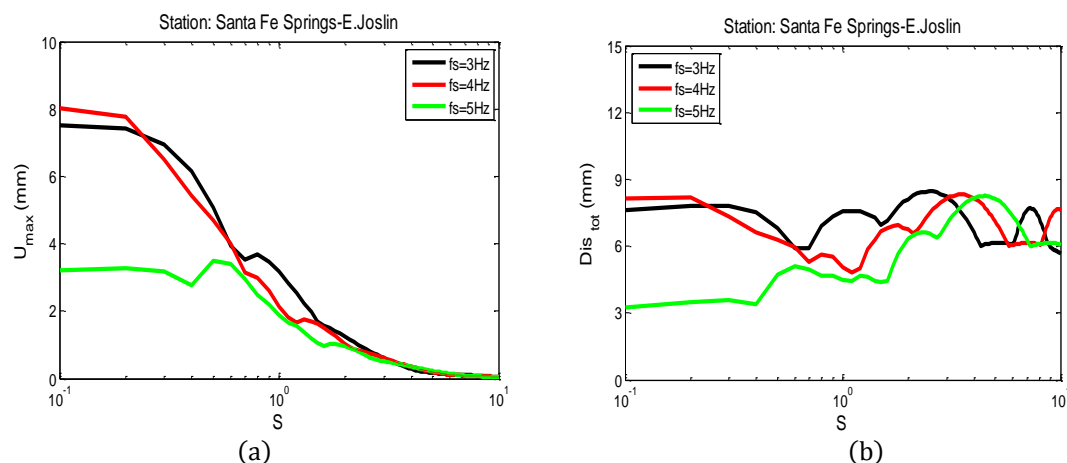 Station: Santa Fe Springs-E.Joslin
10
8
6
4
2
0
U max (mm)
fs=3Hz
fs=4Hz
fs=5Hz
10^-1
10^0
10^1
S
(a)
Station: Santa Fe Springs-E.Joslin
15
12
9
6
3
0
Dis tot (mm)
fs=3Hz
fs=4Hz
fs=5Hz
10^-1
10^0
10^1
S
(b)